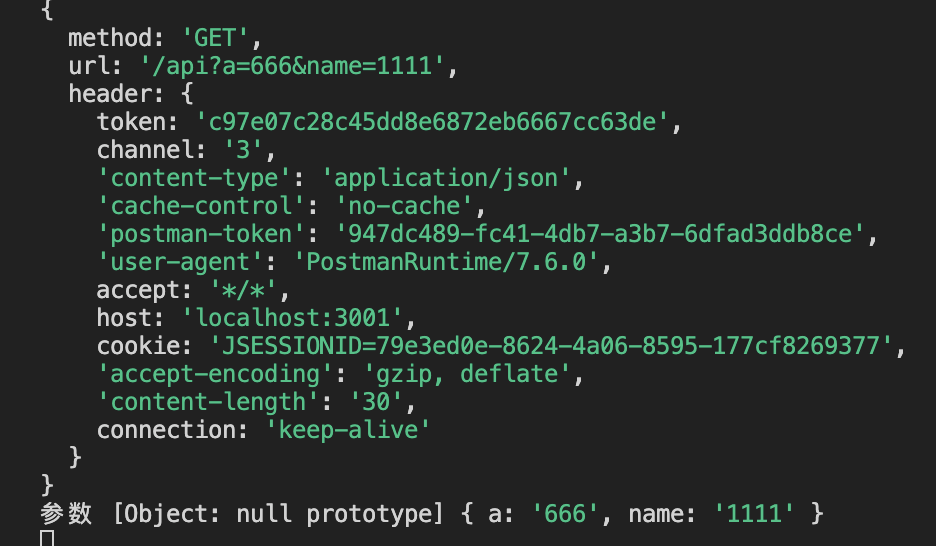 {
method: 'GET',
url: '/api?a=666&name=1111',
header: {
token: 'c97e07c28c45dd8e6872eb6667cc63de',
channel: '3',
'content-type': 'application/json',
'cache-control': 'no-cache',
'postman-token': '947dc489-fc41-4db7-a3b7-6dfad3ddb8ce',
'user-agent': 'PostmanRuntime/7.6.0',
accept: '*/*',
host: 'localhost:3001',
cookie: 'JSESSIONID=79e3ed0e-8624-4a06-8595-177cf8269377',
'accept-encoding': 'gzip, deflate',
'content-length': '30',
connection: 'keep-alive'
}
}
参数 [Object: null prototype] { a: '666', name: '1111' }